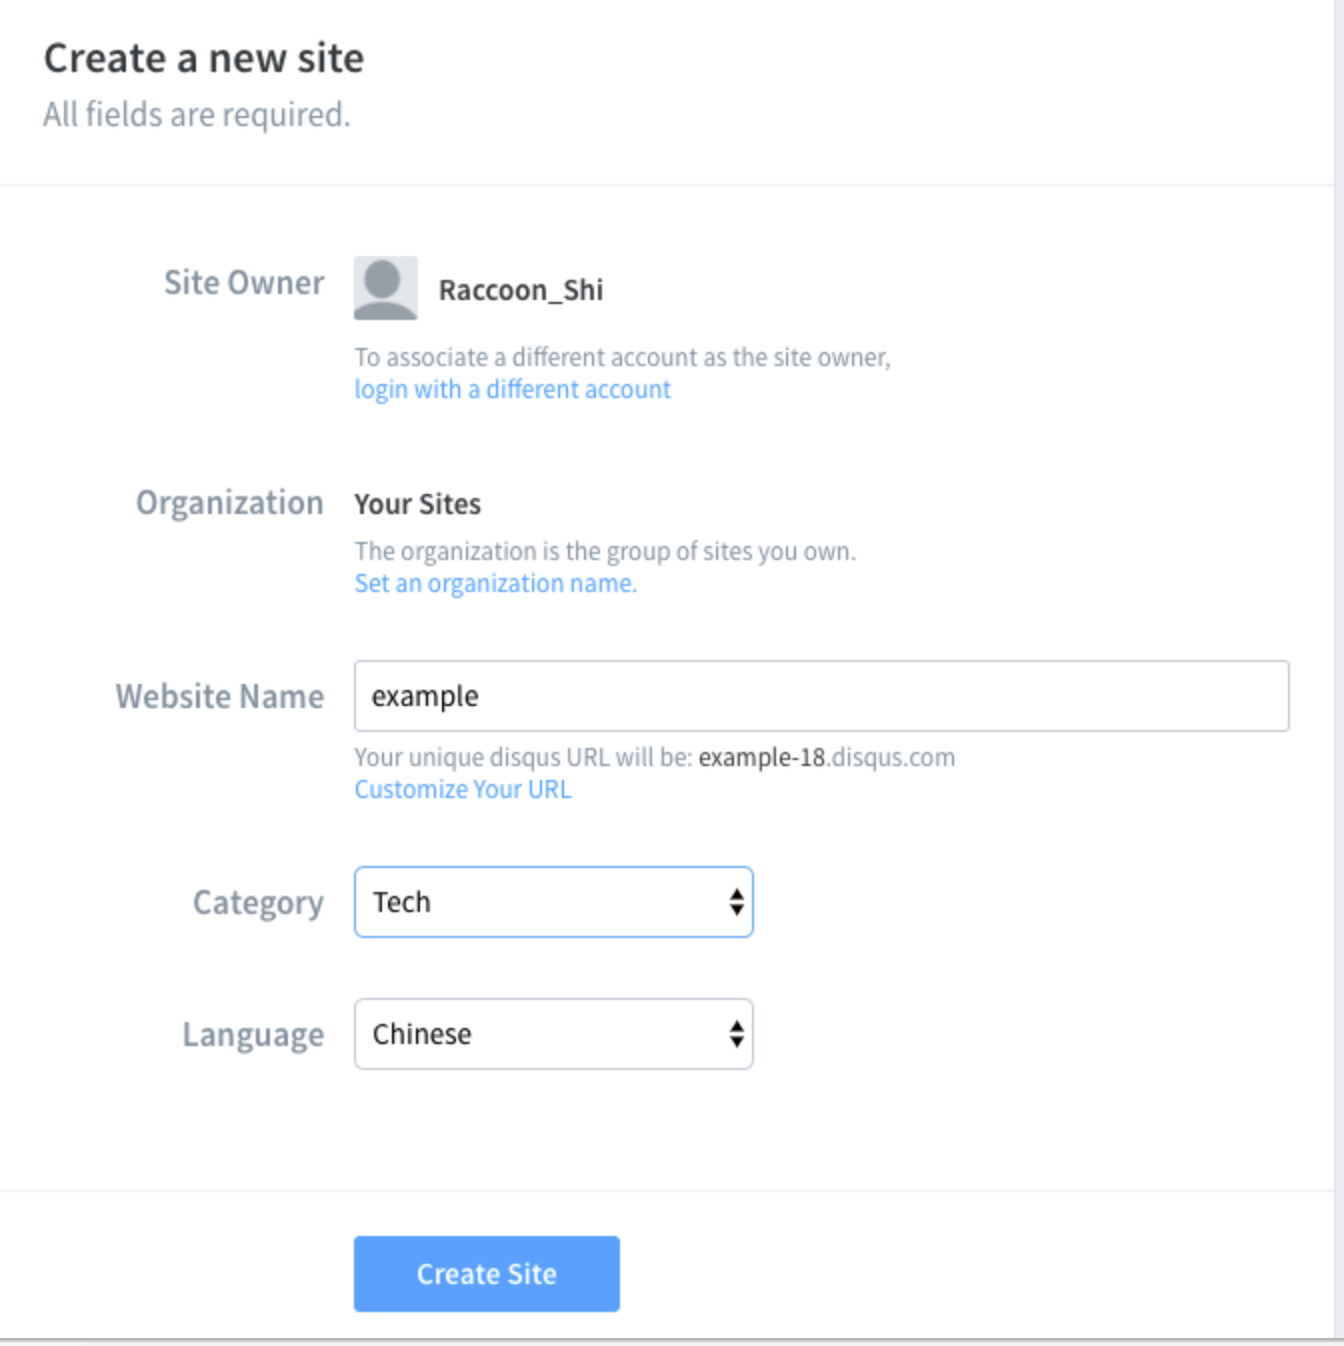 Create a new site
All fields are required.
Site Owner
Raccoon_Shi
To associate a different account as the site owner,
login with a different account
Organization
Your Sites
The organization is the group of sites you own.
Set an organization name.
Website Name
example
Your unique disqus URL will be: example-18.disqus.com
Customize Your URL
Category
Tech
Language
Chinese
Create Site